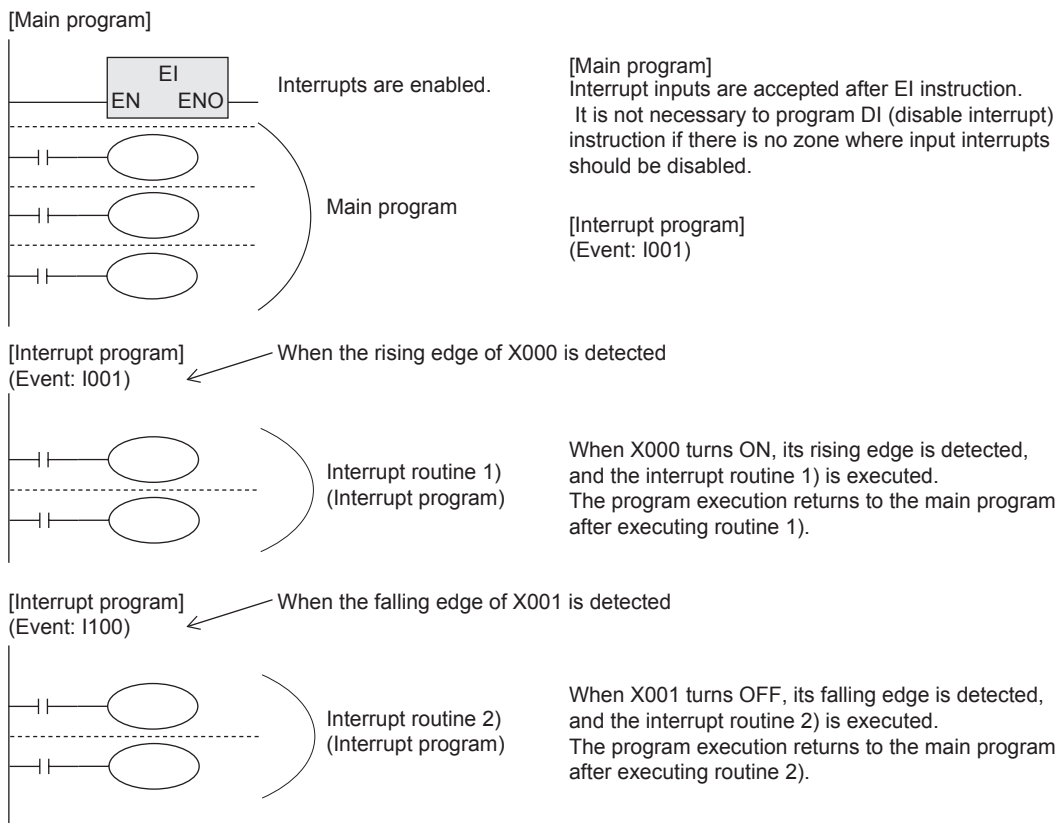 [Main program]
EI
EN ENO
Interrupts are enabled.
Main program
[Main program]
Interrupt inputs are accepted after EI instruction.
It is not necessary to program DI (disable interrupt)
instruction if there is no zone where input interrupts
should be disabled.
[Interrupt program]
(Event: I001)
[Interrupt program]
(Event: I001)
When the rising edge of X000 is detected
Interrupt routine 1)
(Interrupt program)
When X000 turns ON, its rising edge is detected,
and the interrupt routine 1) is executed.
The program execution returns to the main program
after executing routine 1).
[Interrupt program]
(Event: I100)
When the falling edge of X001 is detected
Interrupt routine 2)
(Interrupt program)
When X001 turns OFF, its falling edge is detected,
and the interrupt routine 2) is executed.
The program execution returns to the main program
after executing routine 2).